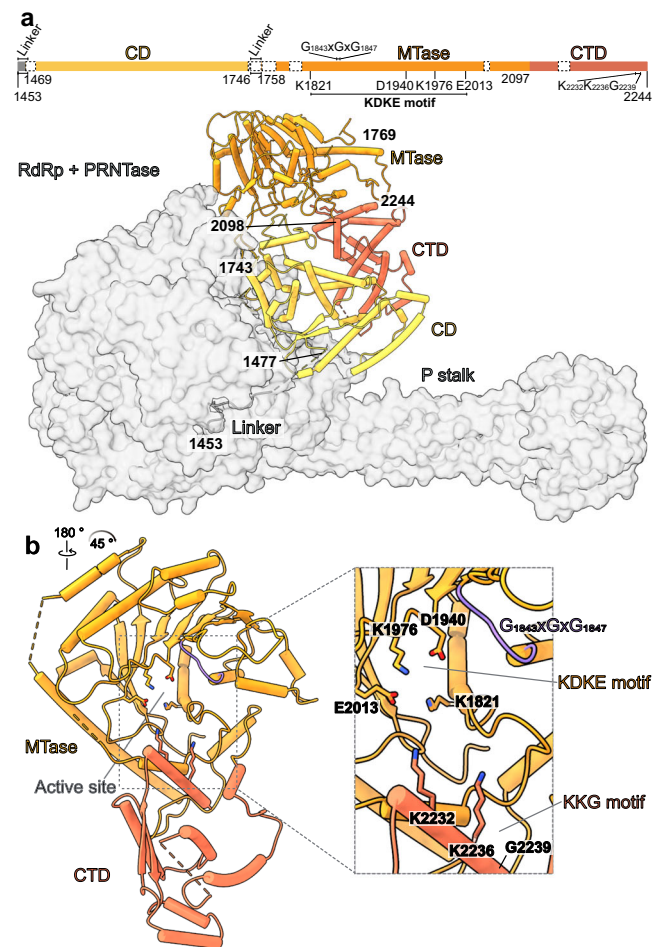 a
Linker
CD
Linker
G1843xGxG1847
MTase
CTD
1469
1746
1758
K1821
D1940
K1976
E2013
2097
K2232K2236G2239
1453
KDKE motif
2244
1769
MTase
RdRp + PRNTase
2244
2098
CTD
1743
CD
1477
P stalk
Linker
1453
b
180 °
45 °
D1940
K1976
G1843xGxG1847
KDKE motif
E2013
K1821
MTase
Active site
KKG motif
K2232
K2236
G2239
CTD